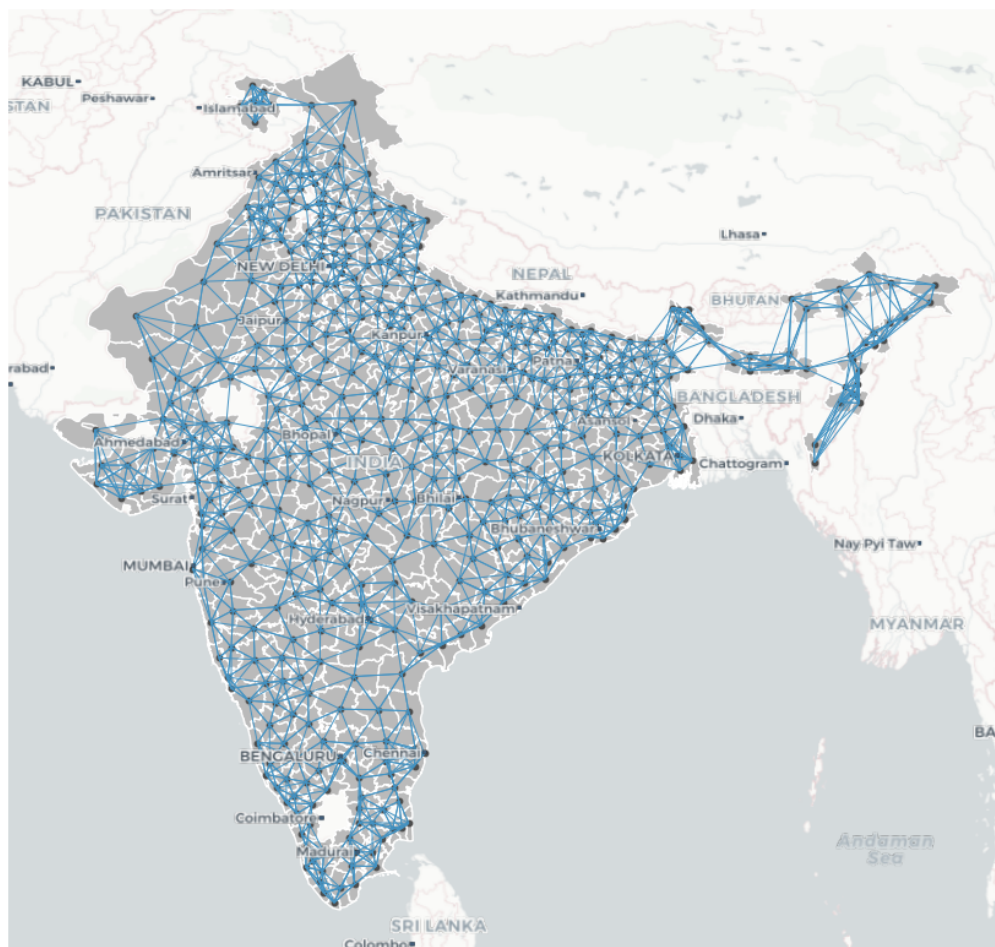 KABUL
Peshawar
STAN
Islamabad
Amritsar
PAKISTAN
Lhasa
NEW DELHI
NEPAL
Kathmandu
BHUTAN
Jaipur
Kanpur
Patna
Varanasi
erabad
BANGLADESH
Dhaka
Asansol
Bhopal
Ahmedabad
INDIA
KOLKATA
Chattogram
Surat
Nagpur
Bhilai
Bhubaneshwar
Nay Pyi Taw
MUMBAI
Pune
Visakhapatnam
Hyderabad
MYANMAR
BA
BENGALURU
Chennai
Coimbatore
Madurai
Andaman
Sea
SRI LANKA
Colombo